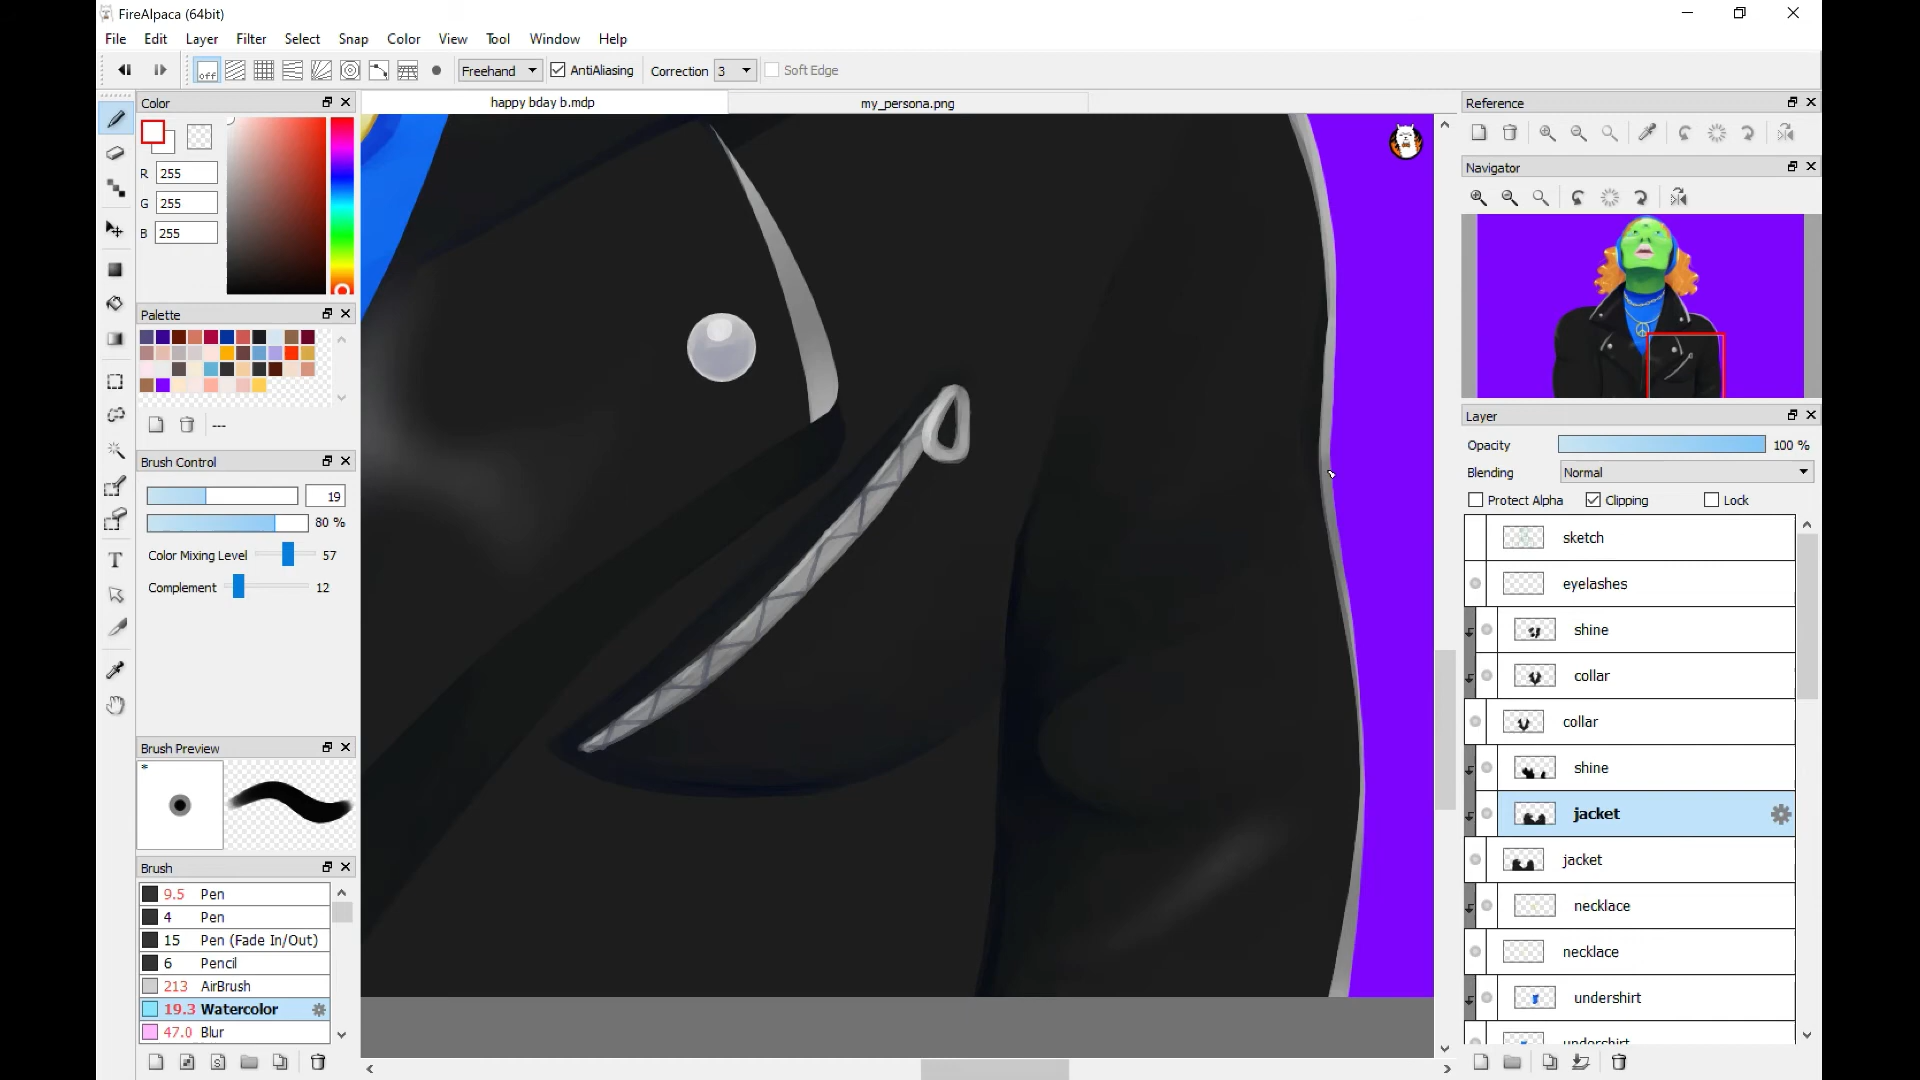 FireAlpaca (64bit)
File Edit Layer Filter Select Snap Color View Tool Window Help
off Freehand AntiAliasing Correction 3 Soft Edge
Color
happy bday b.mdp
my_persona.png
R 255
G 255
B 255
Palette
---
Brush Control
19
80 %
Color Mixing Level 57
Complement 12
Brush Preview
*
Brush
9.5 Pen
4 Pen
15 Pen (Fade In/Out)
6 Pencil
213 AirBrush
19.3 Watercolor
47.0 Blur
S
Reference
Navigator
Layer
Opacity 100 %
Blending Normal
Protect Alpha Clipping Lock
sketch
eyelashes
shine
collar
collar
shine
jacket
jacket
necklace
necklace
undershirt
undershirt